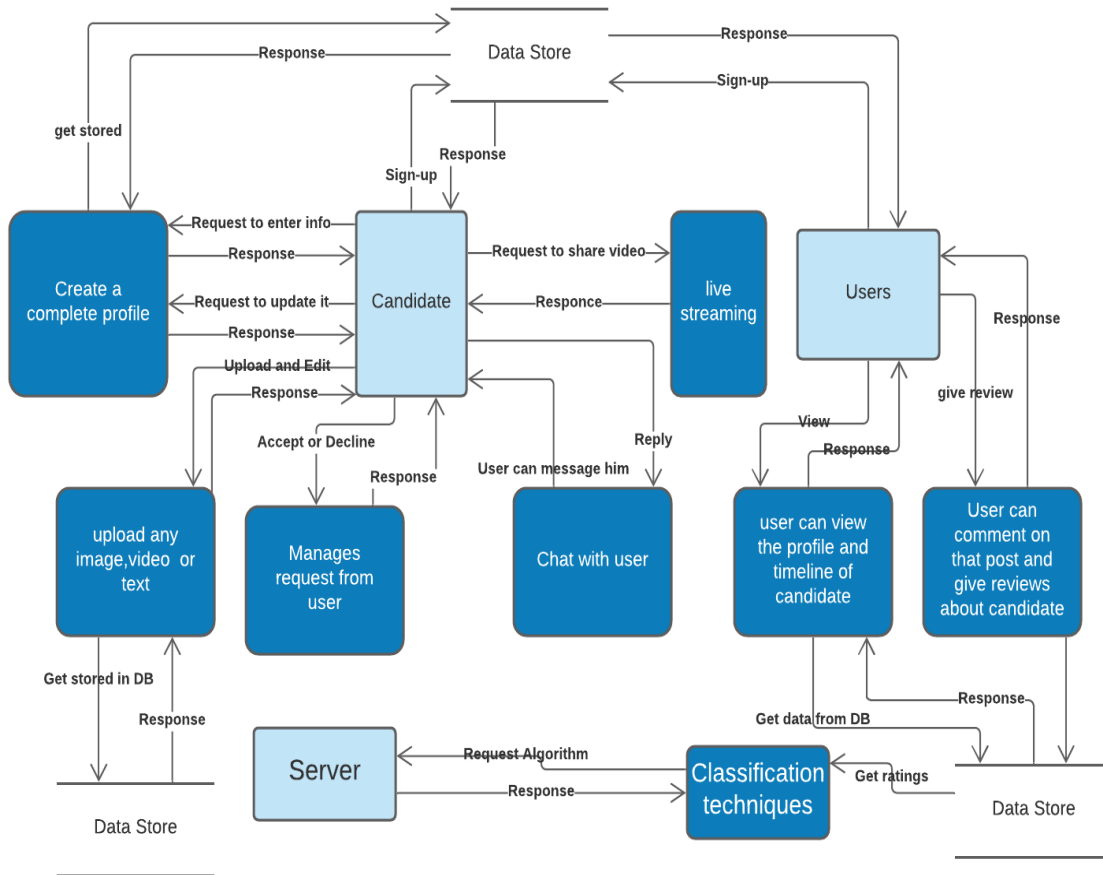 Response
Data Store
Response
Sign-up
get stored
Response
Sign-up
Request to enter info
Response
Request to update it
Response
Create a
complete profile
Candidate
Request to share video
Responce
live
streaming
Users
Response
Upload and Edit
Response
Accept or Decline
Response
User can message him
Reply
give review
View
Response
upload any
image,video or
text
Manages
request from
user
Chat with user
user can view
the profile and
timeline of
candidate
User can
comment on
that post and
give reviews
about candidate
Get stored in DB
Response
Data Store
Server
Request Algorithm
Response
Classification
techniques
Get data from DB
Response
Get ratings
Data Store